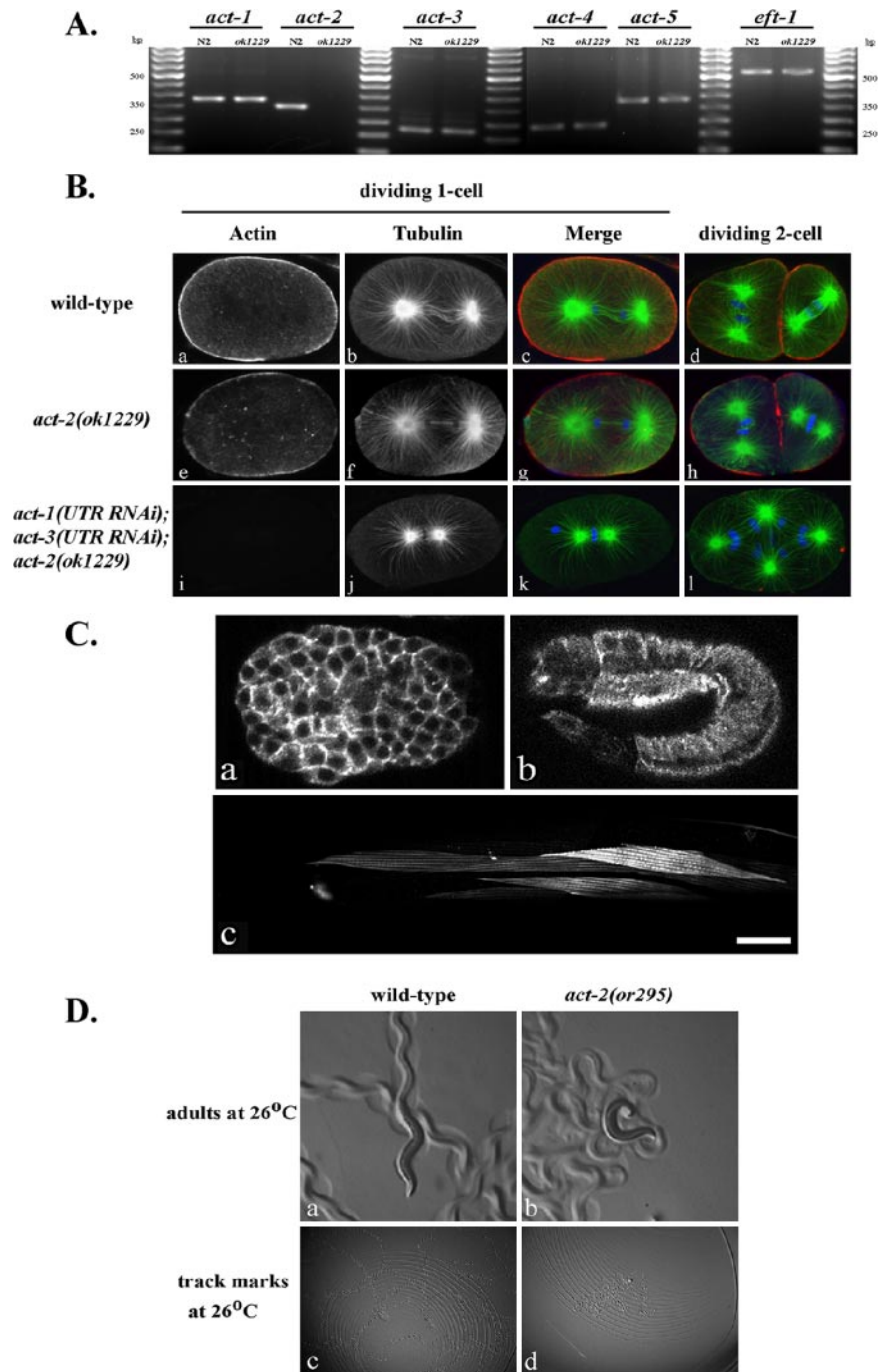 A.
act-1 act-2 act-3 act-4 act-5 eft-1
bp N2 ok1229 N2 ok1229 N2 ok1229 N2 ok1229 N2 ok1229 N2 ok1229 bp
500 500
350 350
250 250
B.
dividing 1-cell
Actin Tubulin Merge dividing 2-cell
wild-type
a b c d
act-2(ok1229)
e f g h
act-1(UTR RNAi);
act-3(UTR RNAi);
act-2(ok1229)
i j k l
C.
a b
c
D.
wild-type act-2(or295)
adults at 26⁰C
a b
track marks
at 26⁰C
c d